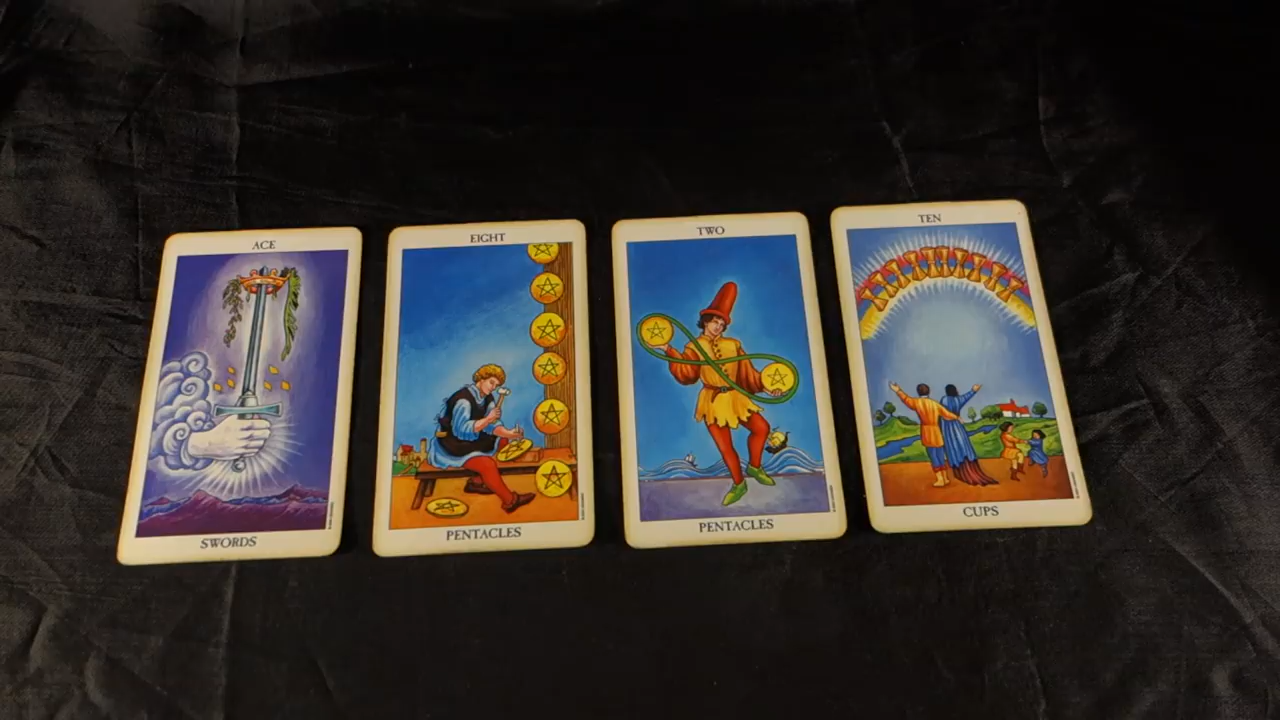 ACE
SWORDS
EIGHT
PENTACLES
TWO
PENTACLES
TEN
CUPS